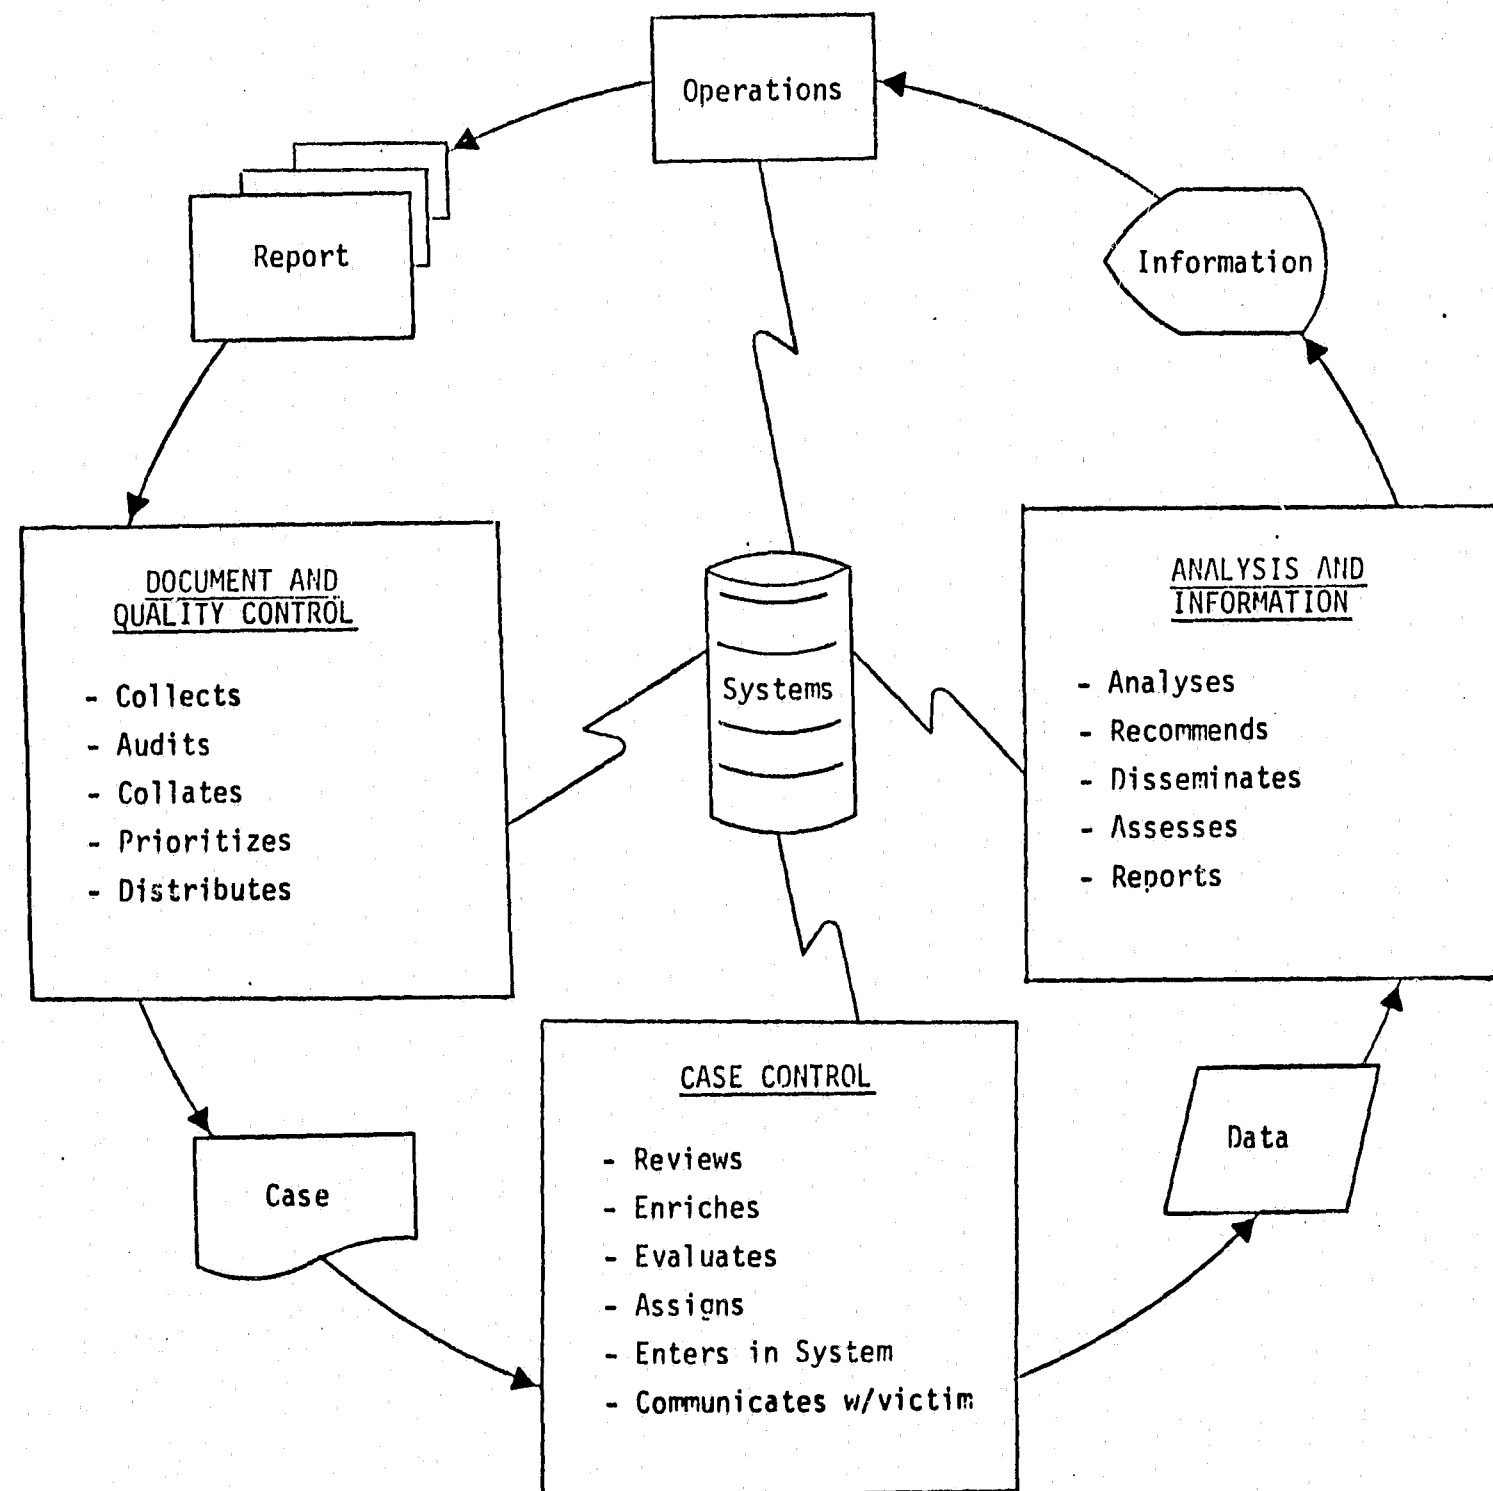 Operations
Report
Information
DOCUMENT AND
QUALITY CONTROL
- Collects
- Audits
- Collates
- Prioritizes
- Distributes
Systems
ANALYSIS AND
INFORMATION
- Analyses
- Recommends
- Disseminates
- Assesses
- Reports
Case
CASE CONTROL
- Reviews
- Enriches
- Evaluates
- Assigns
- Enters in System
- Communicates w/victim
Data